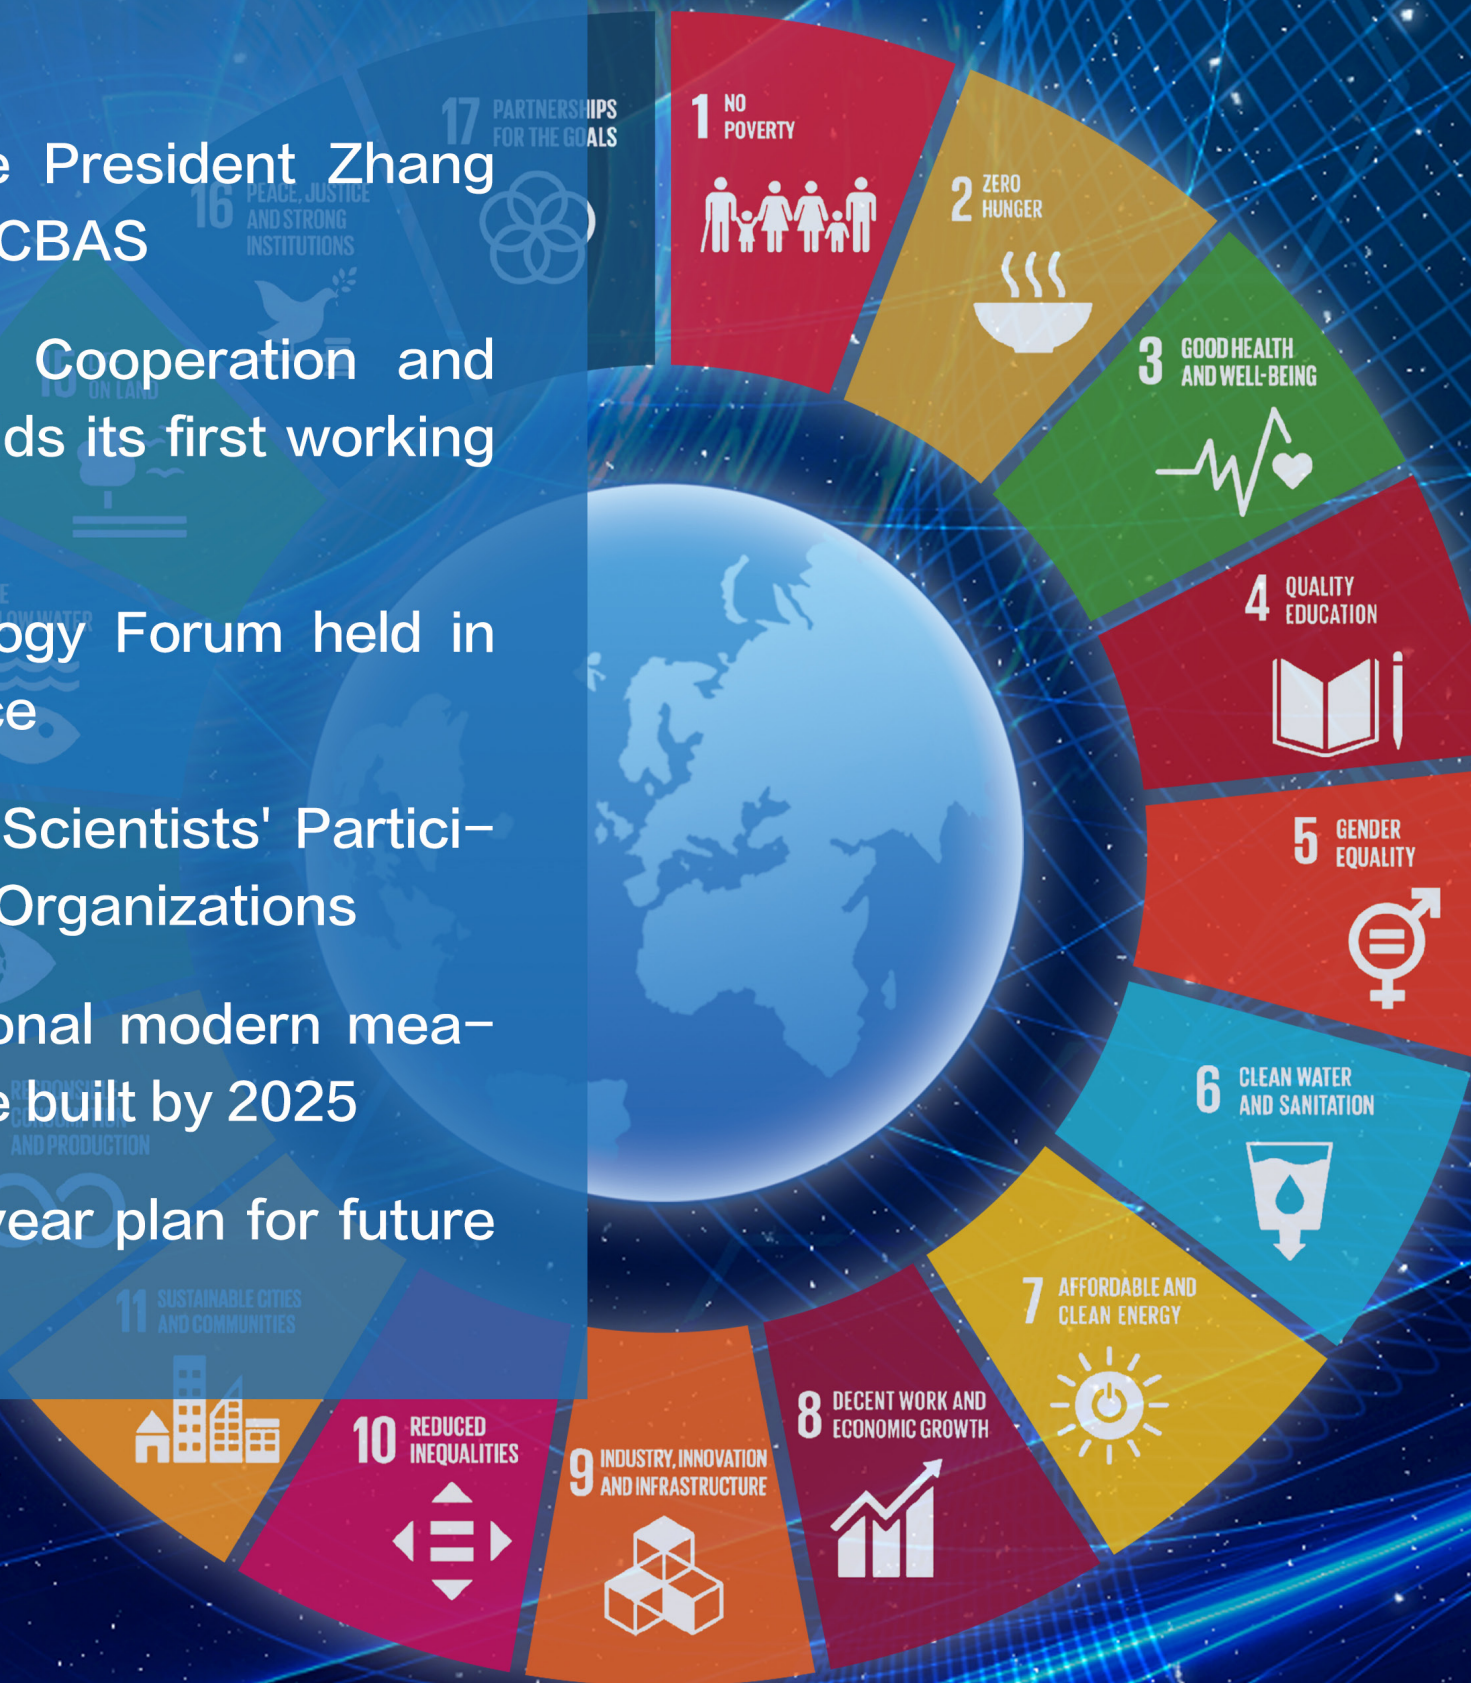 e President Zhang
CBAS
Cooperation and
ds its first working
ogy Forum held in
ce
Scientists' Partici-
Organizations
onal modern mea-
e built by 2025
year plan for future
1 NO
POVERTY
2 ZERO
HUNGER
3 GOOD HEALTH
AND WELL-BEING
4 QUALITY
EDUCATION
5 GENDER
EQUALITY
6 CLEAN WATER
AND SANITATION
7 AFFORDABLE AND
CLEAN ENERGY
8 DECENT WORK AND
ECONOMIC GROWTH
9 INDUSTRY, INNOVATION
AND INFRASTRUCTURE
10 REDUCED
INEQUALITIES
11 SUSTAINABLE CITIES
AND COMMUNITIES
AND PRODUCTION
ON LAND
16 PEACE, JUSTICE
AND STRONG
INSTITUTIONS
17 PARTNERSHIPS
FOR THE GOALS